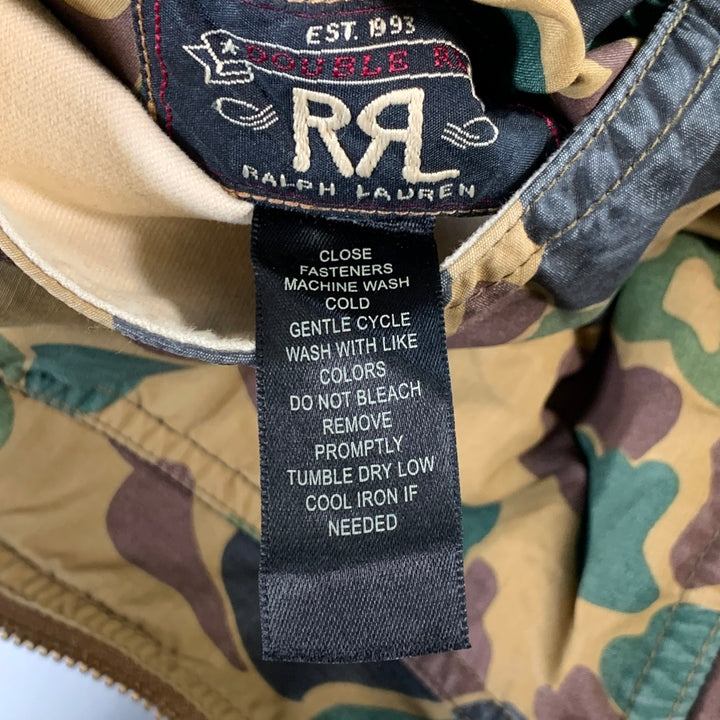 EST. 1993
DOUBLE R
RRL
RALPH LAUREN
CLOSE
FASTENERS
MACHINE WASH
COLD
GENTLE CYCLE
WASH WITH LIKE
COLORS
DO NOT BLEACH
REMOVE
PROMPTLY
TUMBLE DRY LOW
COOL IRON IF
NEEDED